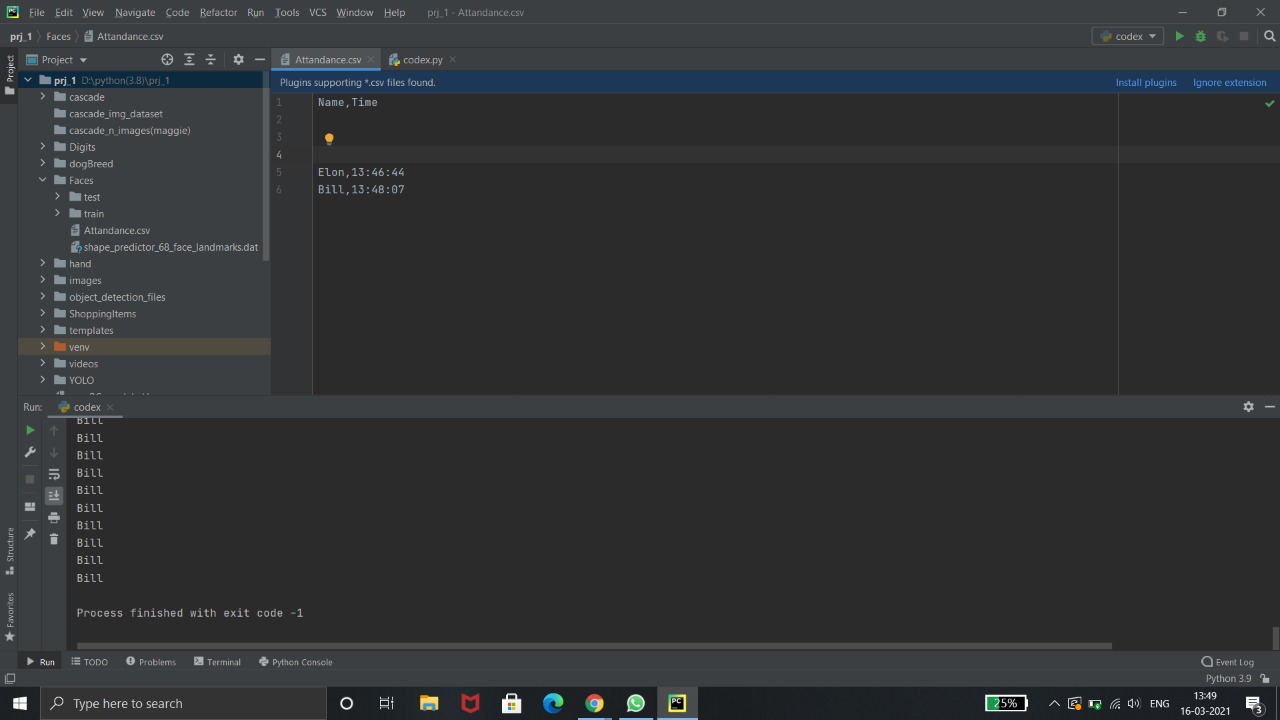 File Edit View Navigate Code Refactor Run Tools VCS Window Help prj_1 - Attandance.csv
prj_1 Faces Attandance.csv codex
Project Attandance.csv codex.py
Project
prj_1 D:\python(3.8)\prj_1
Plugins supporting *.csv files found. Install plugins Ignore extension
cascade
cascade_img_dataset
cascade_n_images(maggie)
Digits
dogBreed
Faces
test
train
Attandance.csv
shape_predictor_68_face_landmarks.dat
hand
images
object_detection_files
ShoppingItems
templates
venv
videos
YOLO
1 Name,Time
2
3
4
5 Elon,13:46:44
6 Bill,13:48:07
Run: codex
Bill
Bill
Bill
Bill
Bill
Bill
Bill
Bill
Bill
Bill
Process finished with exit code -1
Structure
Favorites
Run TODO Problems Terminal Python Console Event Log
Python 3.9
Type here to search
25%
ENG
13:49
16-03-2021
3